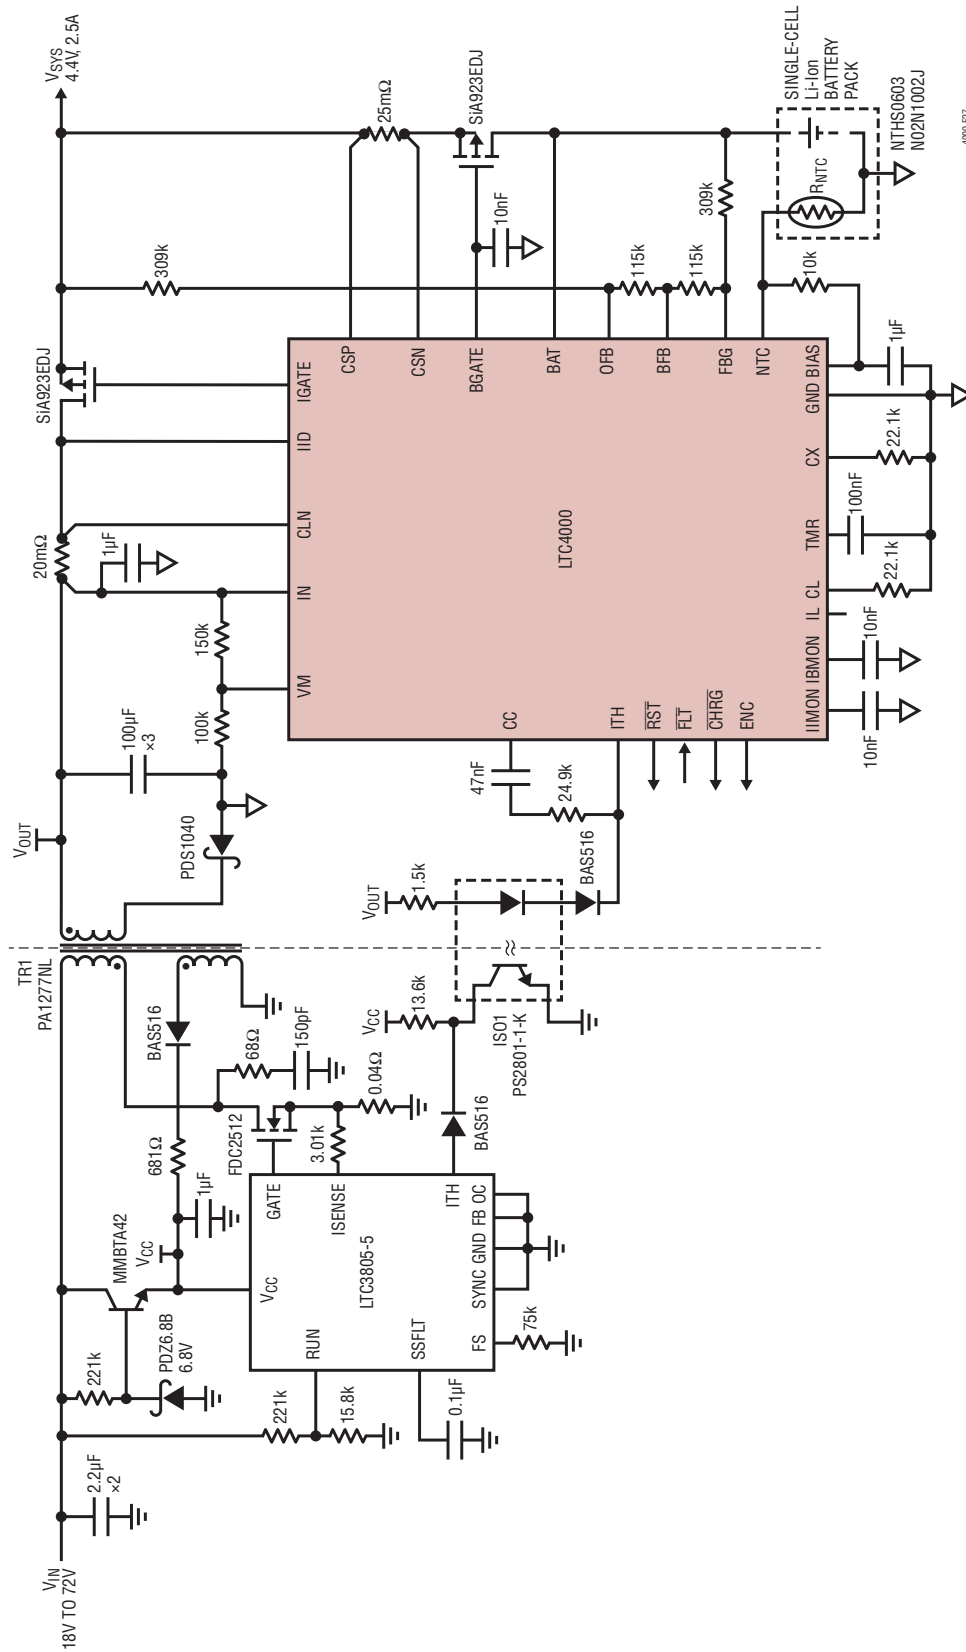 VIN
18V TO 72V
2.2µF
×2
221k
PDZ6.8B
6.8V
MMBTA42
VCC
1µF
681Ω
BAS516
TR1
PA1277NL
VOUT
100µF
×3
PDS1040
100k
150k
1µF
20mΩ
SiA923EDJ
309k
VSYS
4.4V, 2.5A
221k
15.8k
0.1µF
RUN
SSFLT
VCC
LTC3805-5
GATE
ISENSE
ITH
FS
SYNC
GND
FB
OC
75k
FDC2512
68Ω
150pF
3.01k
0.04Ω
BAS516
VCC
13.6k
ISO1
PS2801-1-K
VOUT
1.5k
BAS516
47nF
24.9k
VM
IN
CLN
IID
IGATE
CC
ITH
RST
FLT
CHRG
ENC
LTC4000
CSP
CSN
BGATE
BAT
OFB
BFB
FBG
NTC
IIMON
IBMON
IL
CL
TMR
CX
GND
BIAS
10nF
10nF
22.1k
100nF
22.1k
1µF
25mΩ
SiA923EDJ
10nF
115k
115k
309k
10k
RNTC
SINGLE-CELL
Li-Ion
BATTERY
PACK
NTHS0603
N02N1002J